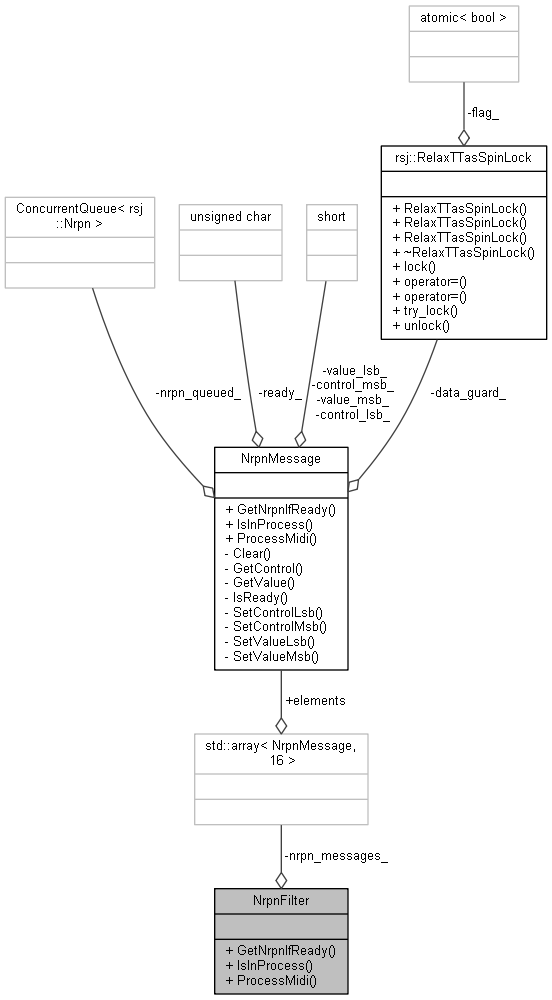 atomic< bool >
-flag_
rsj::RelaxTTasSpinLock
+ RelaxTTasSpinLock()
+ RelaxTTasSpinLock()
+ RelaxTTasSpinLock()
+ ~RelaxTTasSpinLock()
+ lock()
+ operator=()
+ operator=()
+ try_lock()
+ unlock()
ConcurrentQueue< rsj
::Nrpn >
unsigned char
short
-nrpn_queued_
-ready_
-value_lsb_
-control_msb_
-value_msb_
-control_lsb_
-data_guard_
NrpnMessage
+ GetNrpnIfReady()
+ IsInProcess()
+ ProcessMidi()
- Clear()
- GetControl()
- GetValue()
- IsReady()
- SetControlLsb()
- SetControlMsb()
- SetValueLsb()
- SetValueMsb()
+elements
std::array< NrpnMessage,
16 >
-nrpn_messages_
NrpnFilter
+ GetNrpnIfReady()
+ IsInProcess()
+ ProcessMidi()